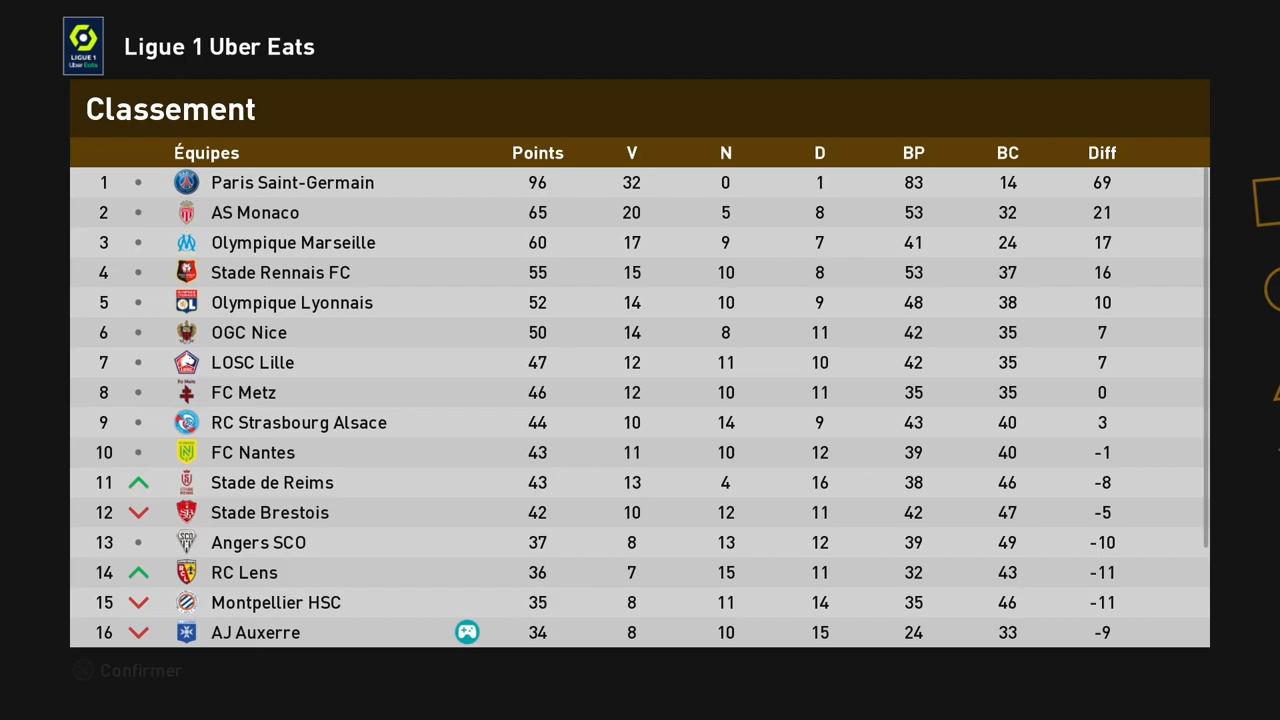 LIGUE 1
Uber Eats
Ligue 1 Uber Eats
Classement
Équipes Points V N D BP BC Diff
1 Paris Saint-Germain 96 32 0 1 83 14 69
2 AS Monaco 65 20 5 8 53 32 21
3 Olympique Marseille 60 17 9 7 41 24 17
4 Stade Rennais FC 55 15 10 8 53 37 16
5 Olympique Lyonnais 52 14 10 9 48 38 10
6 OGC Nice 50 14 8 11 42 35 7
7 LOSC Lille 47 12 11 10 42 35 7
8 FC Metz 46 12 10 11 35 35 0
9 RC Strasbourg Alsace 44 10 14 9 43 40 3
10 FC Nantes 43 11 10 12 39 40 -1
11 Stade de Reims 43 13 4 16 38 46 -8
12 Stade Brestois 42 10 12 11 42 47 -5
13 Angers SCO 37 8 13 12 39 49 -10
14 RC Lens 36 7 15 11 32 43 -11
15 Montpellier HSC 35 8 11 14 35 46 -11
16 AJ Auxerre 34 8 10 15 24 33 -9
Confirmer